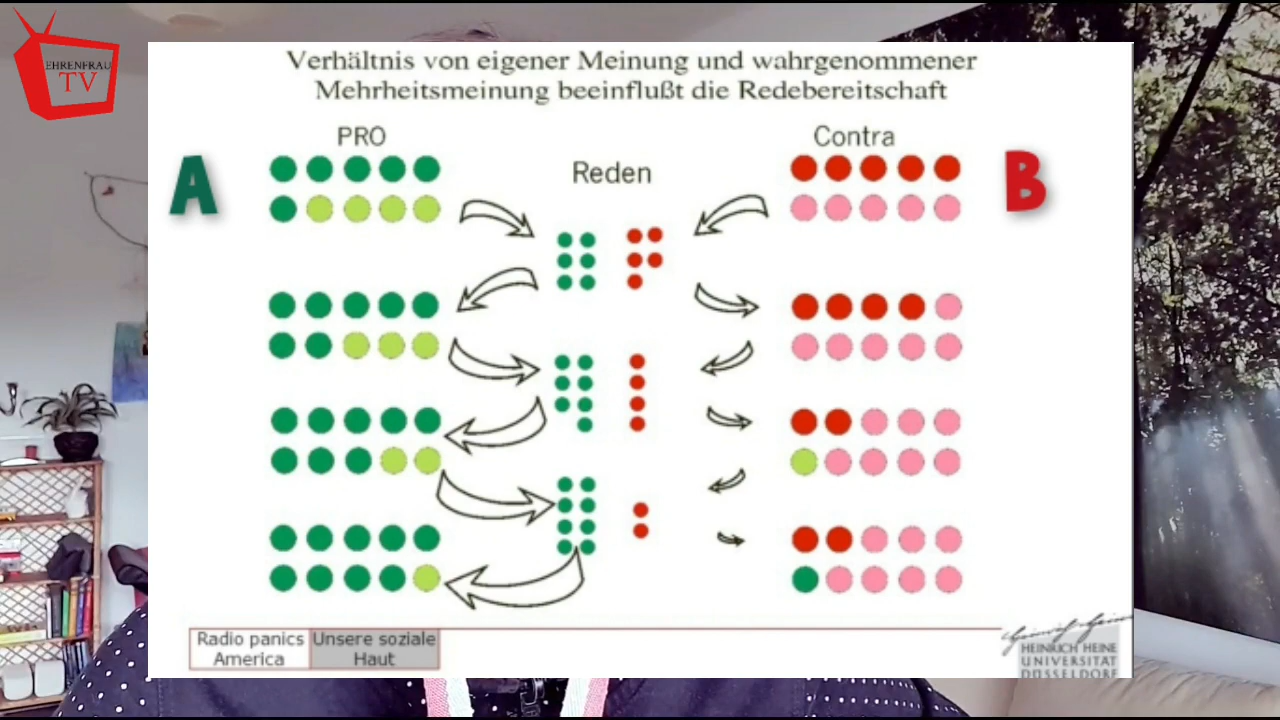 EHRENFRAU
TV
Verhältnis von eigener Meinung und wahrgenommener
Mehrheitsmeinung beeinflußt die Redebereitschaft
PRO
Contra
A
Reden
B
Radio panics
America
Unsere soziale
Haut
HEINRICH HEINE
UNIVERSITÄT
DÜSSELDORF